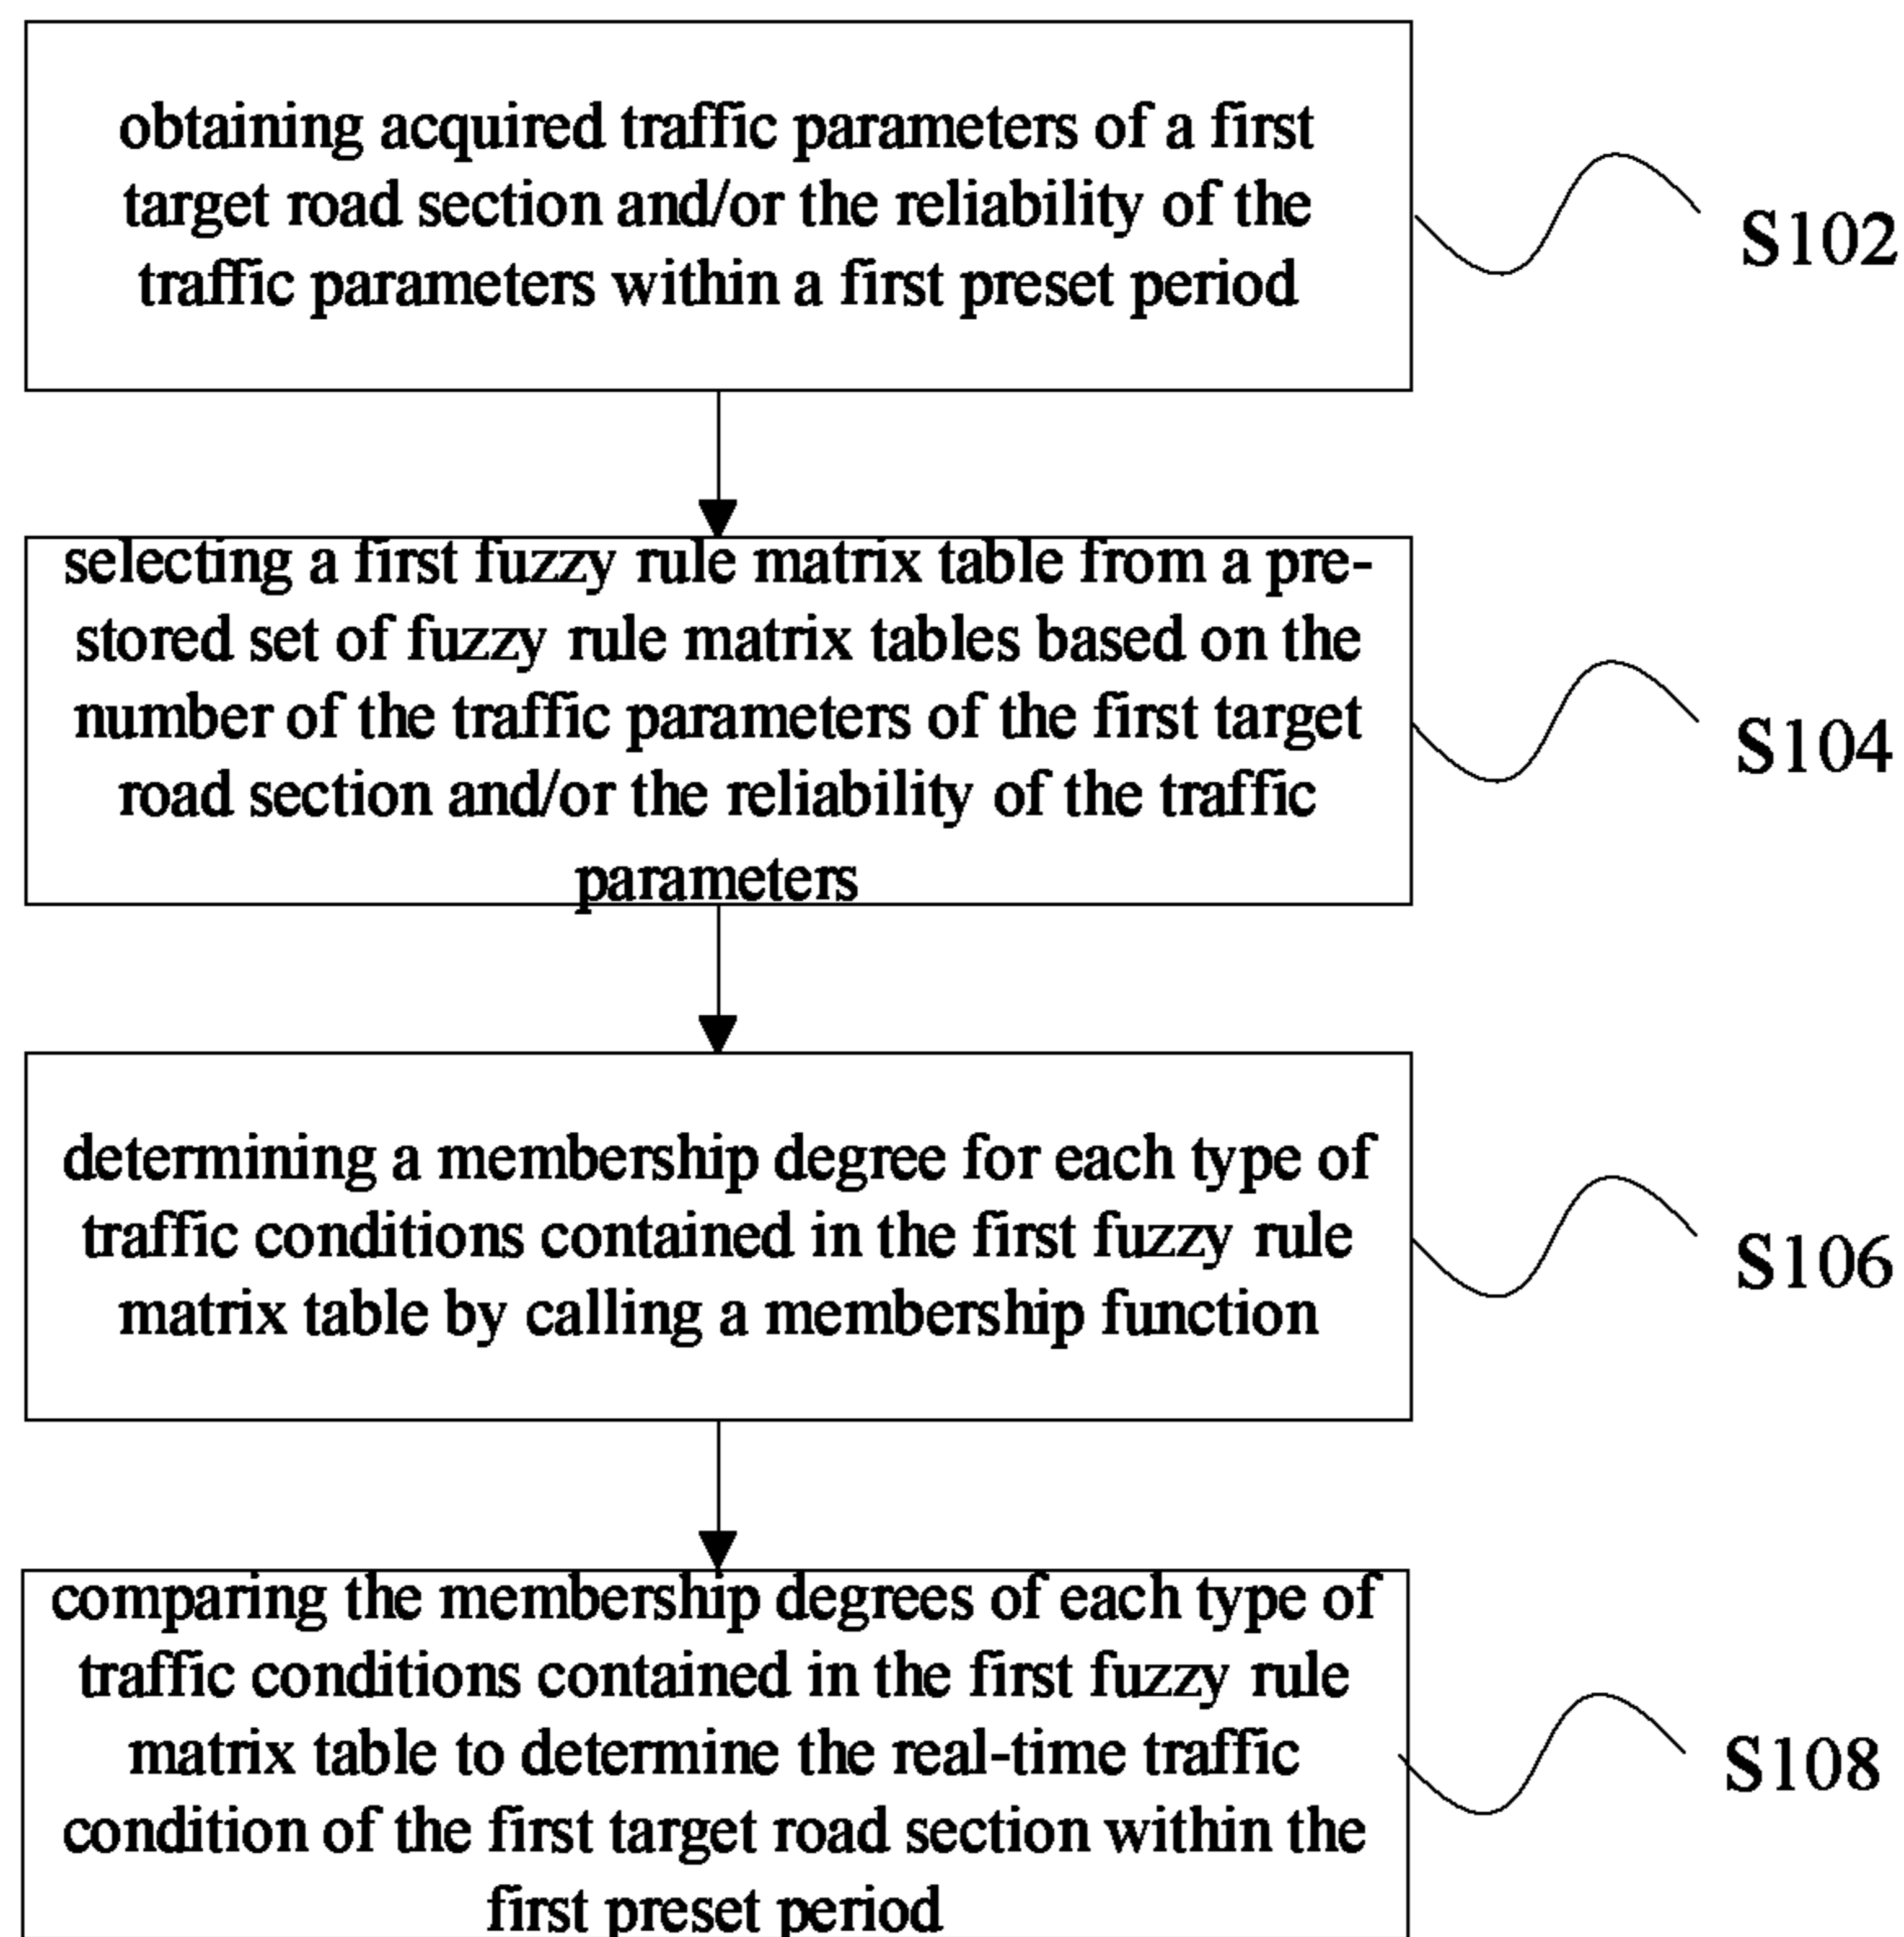 obtaining acquired traffic parameters of a first
target road section and/or the reliability of the
traffic parameters within a first preset period
S102
selecting a first fuzzy rule matrix table from a pre-
stored set of fuzzy rule matrix tables based on the
number of the traffic parameters of the first target
road section and/or the reliability of the traffic
parameters
S104
determining a membership degree for each type of
traffic conditions contained in the first fuzzy rule
matrix table by calling a membership function
S106
comparing the membership degrees of each type of
traffic conditions contained in the first fuzzy rule
matrix table to determine the real-time traffic
condition of the first target road section within the
first preset period
S108